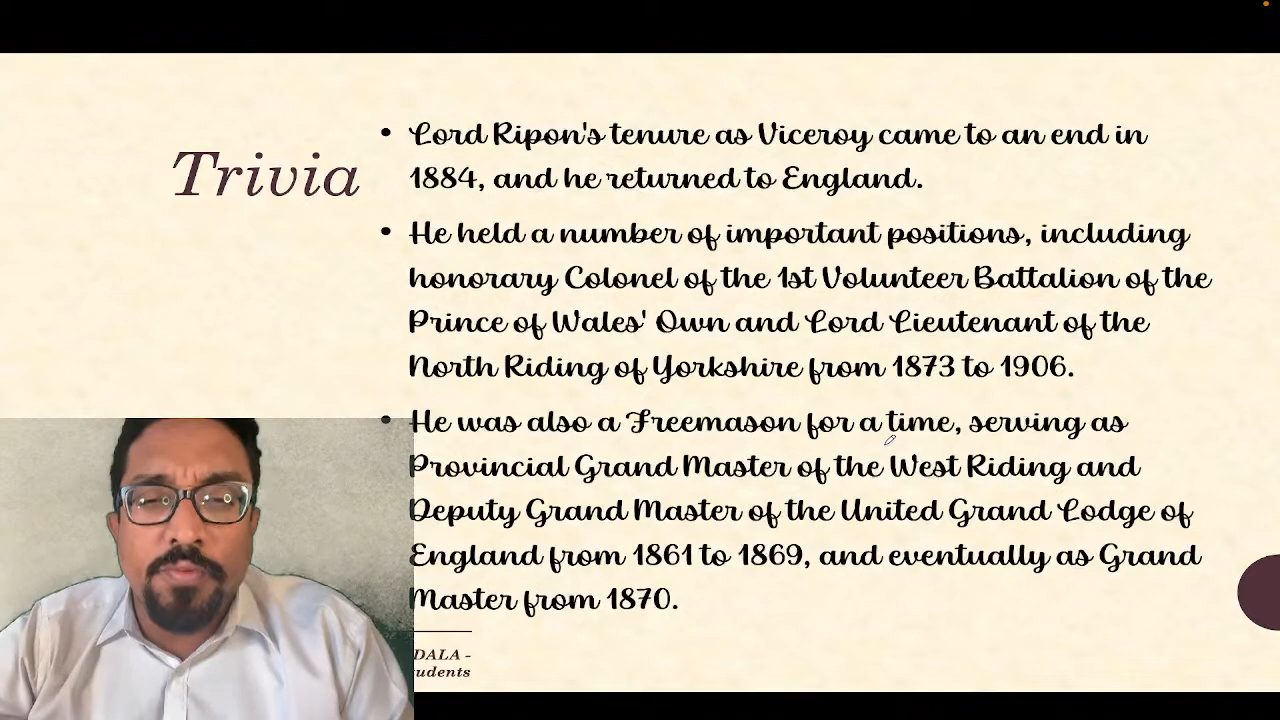 Trivia
• Lord Ripon's tenure as Viceroy came to an end in
1884, and he returned to England.
• He held a number of important positions, including
honorary Colonel of the 1st Volunteer Battalion of the
Prince of Wales' Own and Lord Lieutenant of the
North Riding of Yorkshire from 1873 to 1906.
• He was also a Freemason for a time, serving as
Provincial Grand Master of the West Riding and
Deputy Grand Master of the United Grand Lodge of
England from 1861 to 1869, and eventually as Grand
Master from 1870.
DALA -
udents